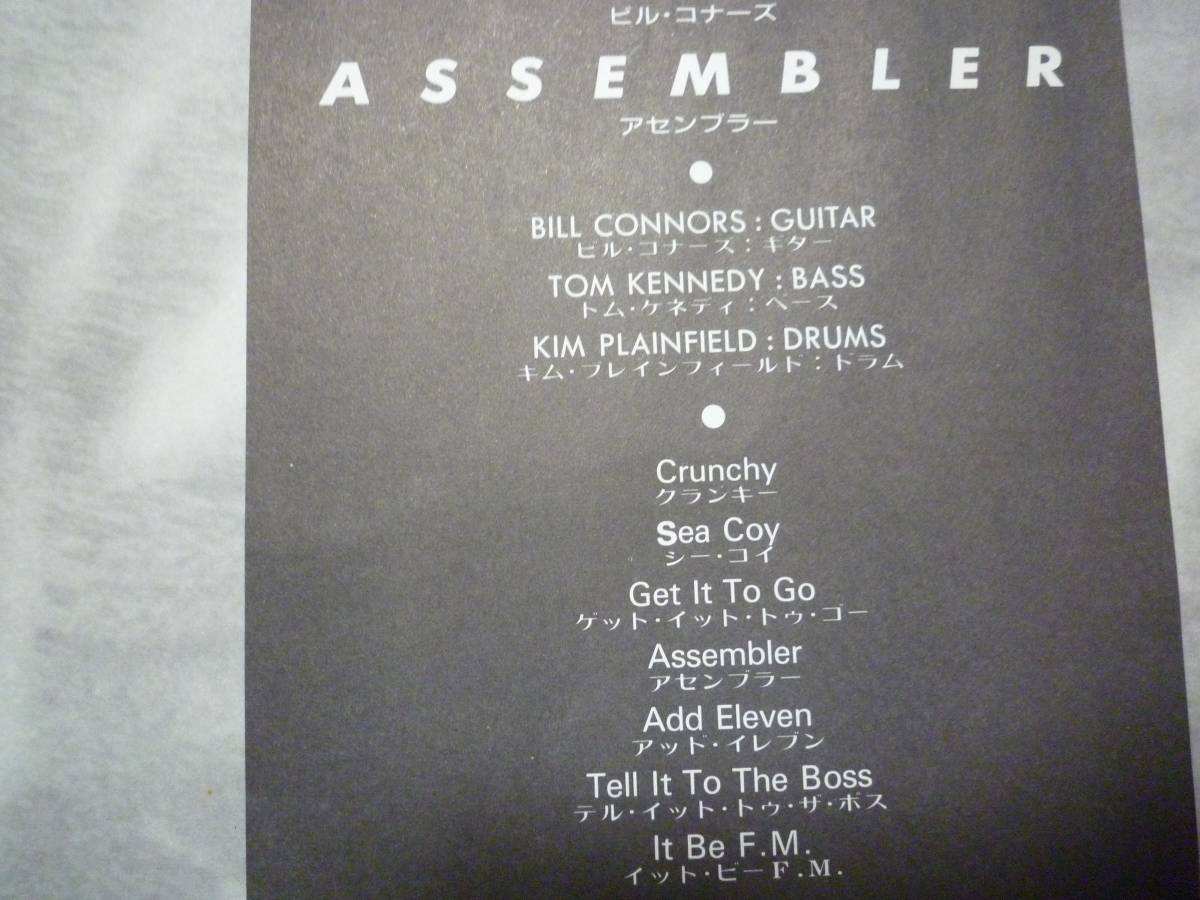 ビル・コナーズ
ASSEMBLER
アセンブラー
BILL CONNORS : GUITAR
ビル・コナーズ：ギター
TOM KENNEDY : BASS
トム・ケネディ：ベース
KIM PLAINFIELD : DRUMS
キム・プレインフィールド：ドラム
Crunchy
クランキー
Sea Coy
シー・コイ
Get It To Go
ゲット・イット・トゥ・ゴー
Assembler
アセンブラー
Add Eleven
アッド・イレブン
Tell It To The Boss
テル・イット・トゥ・ザ・ボス
It Be F.M.
イット・ビーF.M.